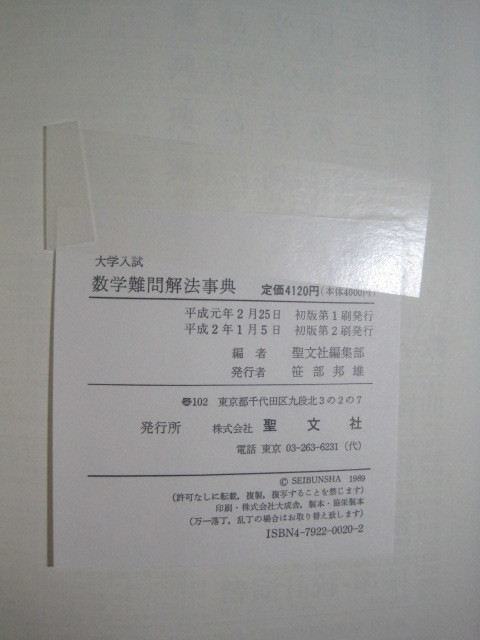 大学入試
数学難問解法事典 定価4120円(本体4000円)
平成元年2月25日 初版第1刷発行
平成2年1月5日 初版第2刷発行
編者 聖文社編集部
発行者 笹部邦雄
〒102 東京都千代田区九段北3の2の7
発行所 株式会社 聖文社
電話 東京 03-263-6231 (代)
© SEIBUNSHA 1989
(許可なしに転載,複製,複写することを禁じます)
印刷・株式会社大成舎,製本・協栄製本
(万一落丁,乱丁の場合はお取り替え致します)
ISBN4-7922-0020-2